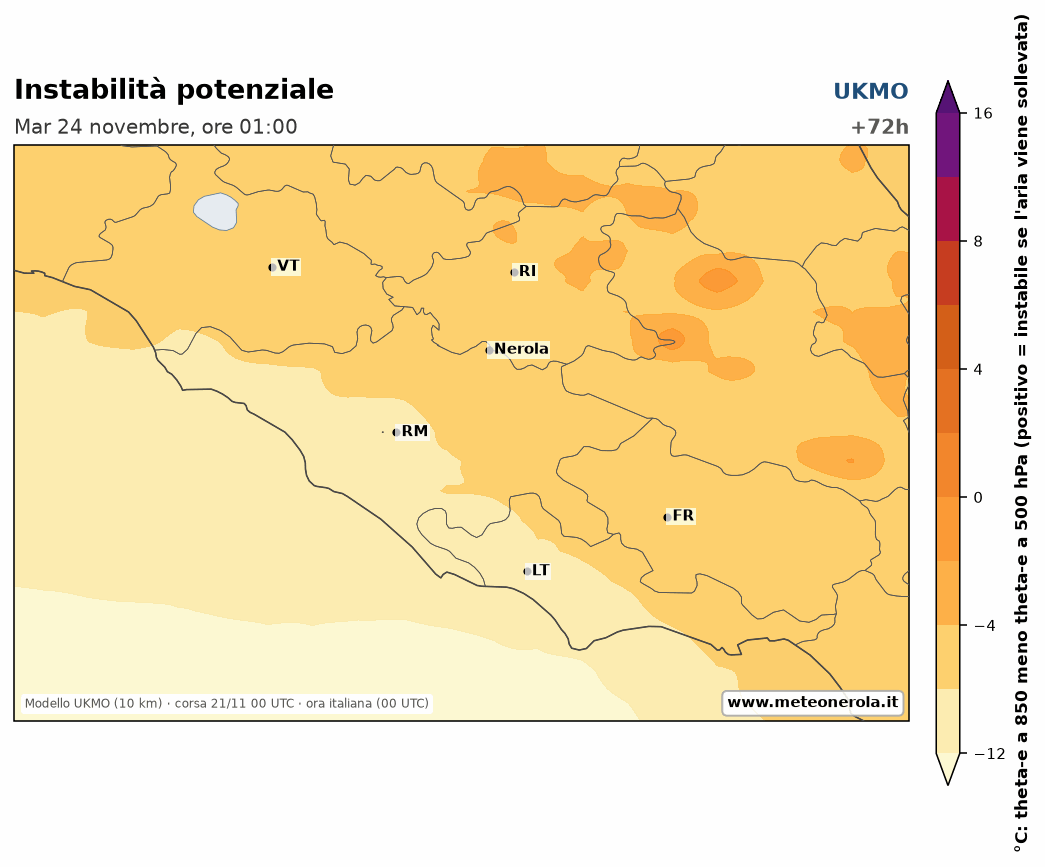 Instabilità potenziale
UKMO
Mar 24 novembre, ore 01:00
+72h
VT
RI
Nerola
RM
FR
LT
Modello UKMO (10 km) · corsa 21/11 00 UTC · ora italiana (00 UTC)
www.meteonerola.it
16
8
4
0
−4
−12
°C: theta-e a 850 meno theta-e a 500 hPa (positivo = instabile se l'aria viene sollevata)